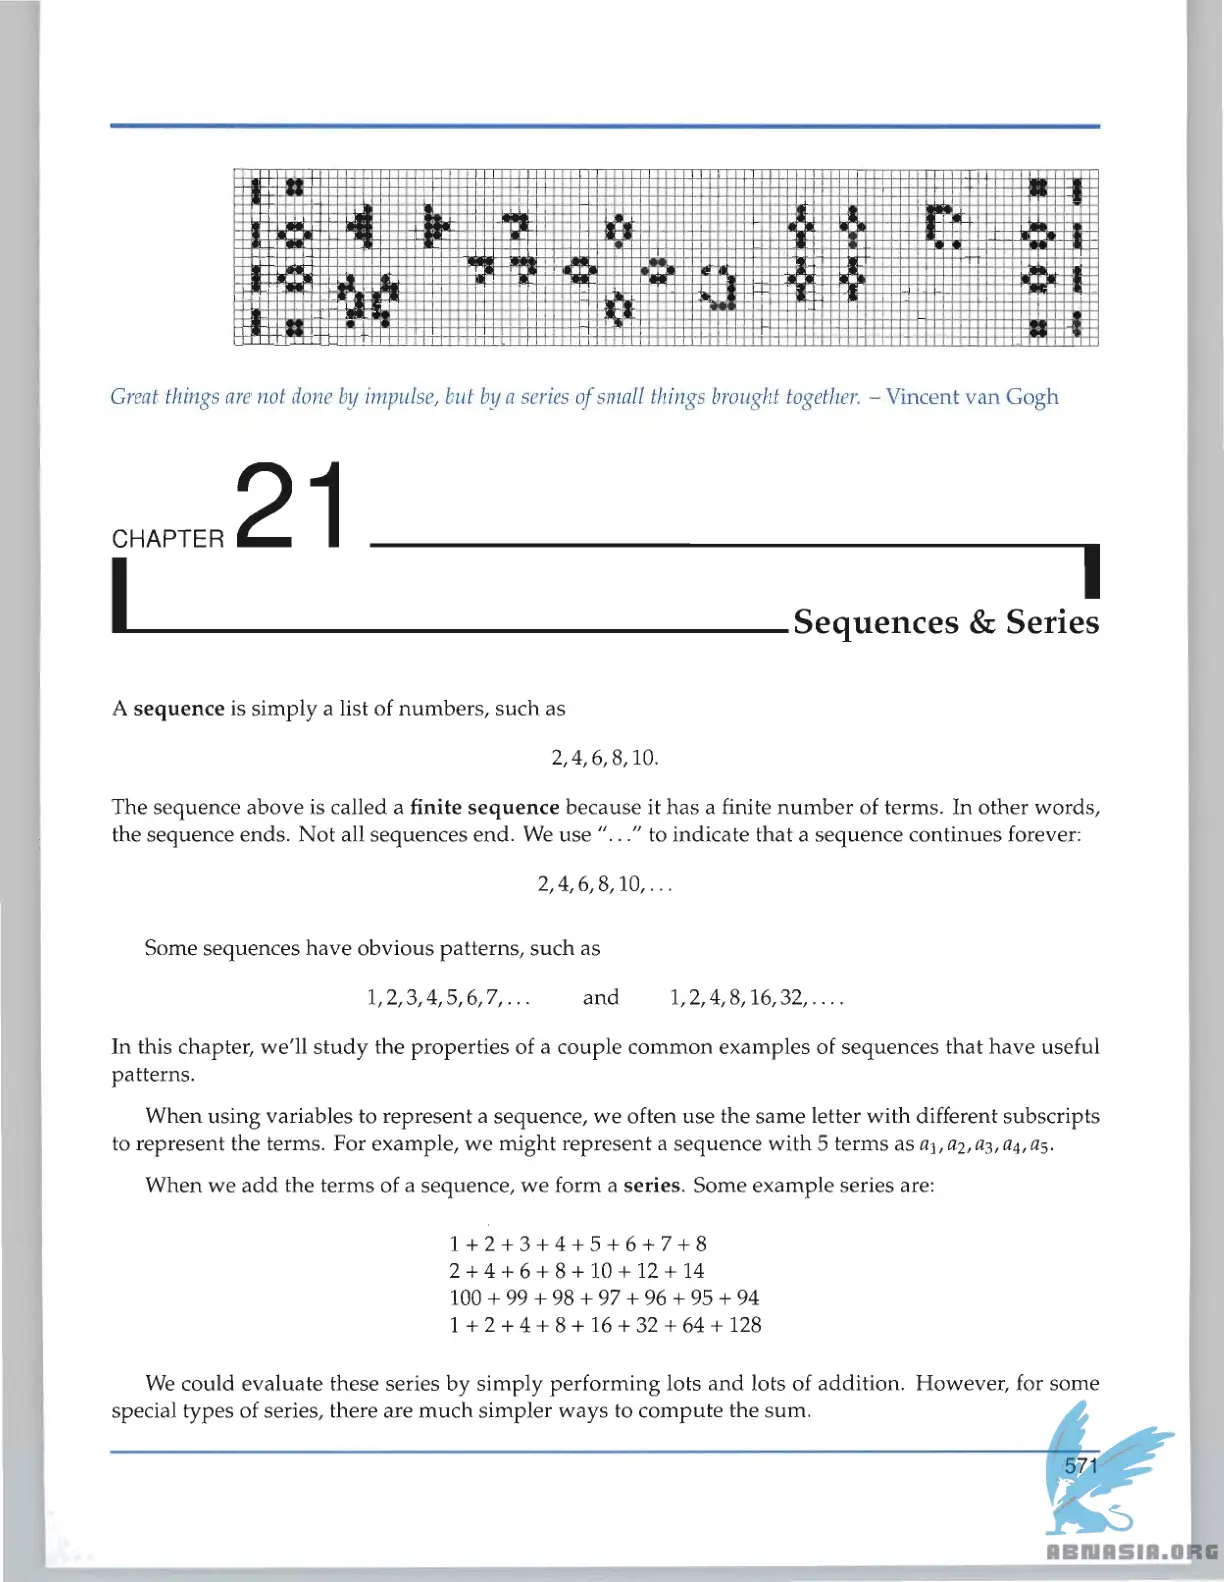 Great things are not done by impulse, but by a series of small things brought together. – Vincent van Gogh
CHAPTER 21
Sequences & Series
A sequence is simply a list of numbers, such as
2, 4, 6, 8, 10.
The sequence above is called a finite sequence because it has a finite number of terms. In other words,
the sequence ends. Not all sequences end. We use "..." to indicate that a sequence continues forever:
2, 4, 6, 8, 10, ...
Some sequences have obvious patterns, such as
1, 2, 3, 4, 5, 6, 7, ... and 1, 2, 4, 8, 16, 32, ....
In this chapter, we'll study the properties of a couple common examples of sequences that have useful
patterns.
When using variables to represent a sequence, we often use the same letter with different subscripts
to represent the terms. For example, we might represent a sequence with 5 terms as a₁, a₂, a₃, a₄, a₅.
When we add the terms of a sequence, we form a series. Some example series are:
1 + 2 + 3 + 4 + 5 + 6 + 7 + 8
2 + 4 + 6 + 8 + 10 + 12 + 14
100 + 99 + 98 + 97 + 96 + 95 + 94
1 + 2 + 4 + 8 + 16 + 32 + 64 + 128
We could evaluate these series by simply performing lots and lots of addition. However, for some
special types of series, there are much simpler ways to compute the sum.
571
ABNASIA.ORG